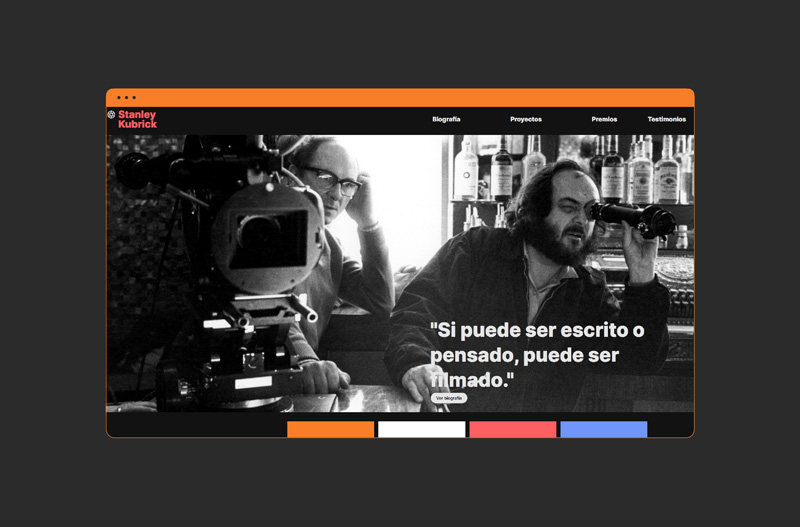 Stanley
Kubrick
Biografía
Proyectos
Premios
Testimonios
"Si puede ser escrito o
pensado, puede ser
filmado."
Ver biografía